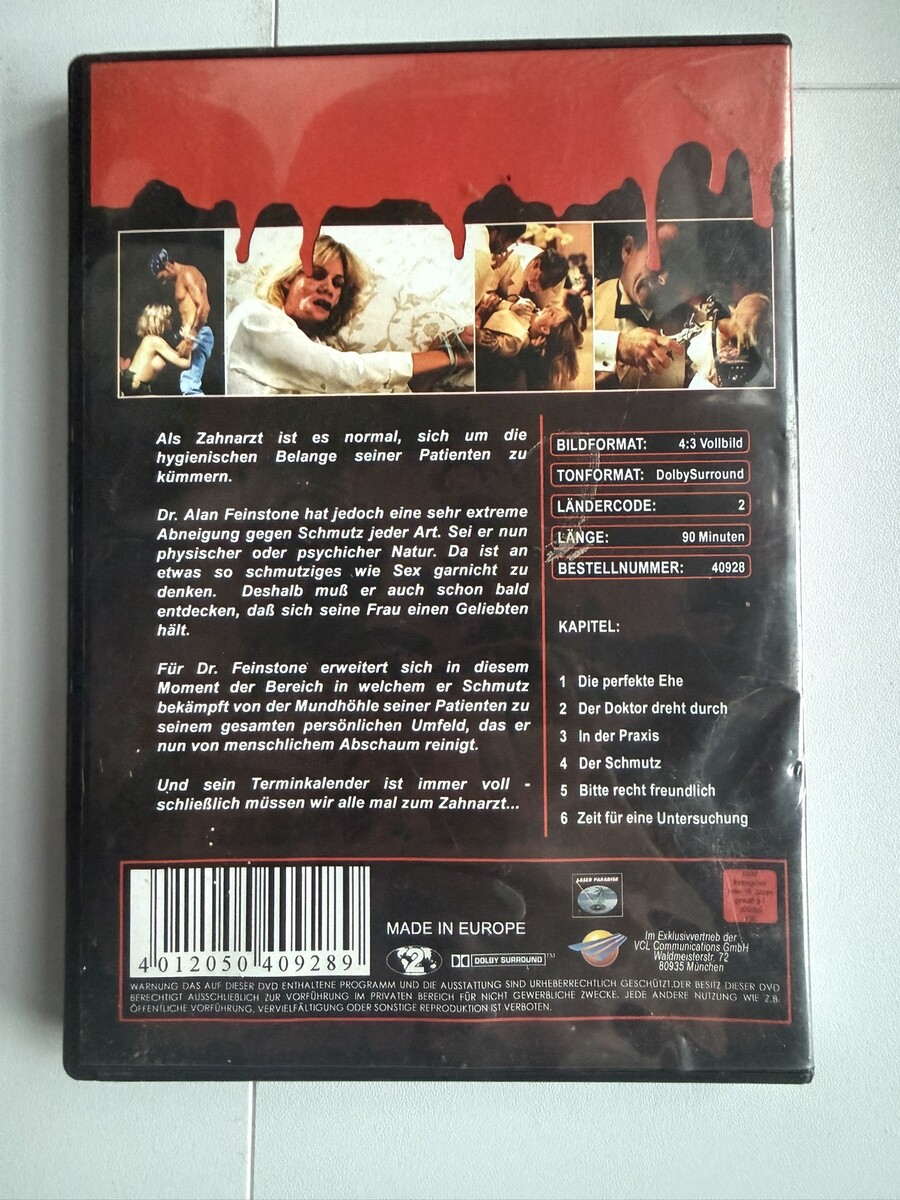 Als Zahnarzt ist es normal, sich um die
hygienischen Belange seiner Patienten zu
kümmern.
Dr. Alan Feinstone hat jedoch eine sehr extreme
Abneigung gegen Schmutz jeder Art. Sei er nun
physischer oder psychicher Natur. Da ist an
etwas so schmutziges wie Sex garnicht zu
denken. Deshalb muß er auch schon bald
entdecken, daß sich seine Frau einen Geliebten
hält.
Für Dr. Feinstone erweitert sich in diesem
Moment der Bereich in welchem er Schmutz
bekämpft von der Mundhöhle seiner Patienten zu
seinem gesamten persönlichen Umfeld, das er
nun von menschlichem Abschaum reinigt.
Und sein Terminkalender ist immer voll -
schließlich müssen wir alle mal zum Zahnarzt...
BILDFORMAT: 4:3 Vollbild
TONFORMAT: DolbySurround
LÄNDERCODE: 2
LÄNGE: 90 Minuten
BESTELLNUMMER: 40928
KAPITEL:
1 Die perfekte Ehe
2 Der Doktor dreht durch
3 In der Praxis
4 Der Schmutz
5 Bitte recht freundlich
6 Zeit für eine Untersuchung
4 012050 409289
MADE IN EUROPE
2
DOLBY SURROUND™
LASER PARADISE
Im Exklusivvertrieb der
VCL Communications GmbH
Waldmeisterstr. 72
80935 München
WARNUNG DAS AUF DIESER DVD ENTHALTENE PROGRAMM UND DIE AUSSTATTUNG SIND URHEBERRECHTLICH GESCHÜTZT.DER BESITZ DIESER DVD
BERECHTIGT AUSSCHLIEßLICH ZUR VORFÜHRUNG IM PRIVATEN BEREICH FÜR NICHT GEWERBLICHE ZWECKE. JEDE ANDERE NUTZUNG WIE Z.B.
ÖFFENTLICHE VORFÜHRUNG, VERVIELFÄLTIGUNG ODER SONSTIGE REPRODUKTION IST VERBOTEN.